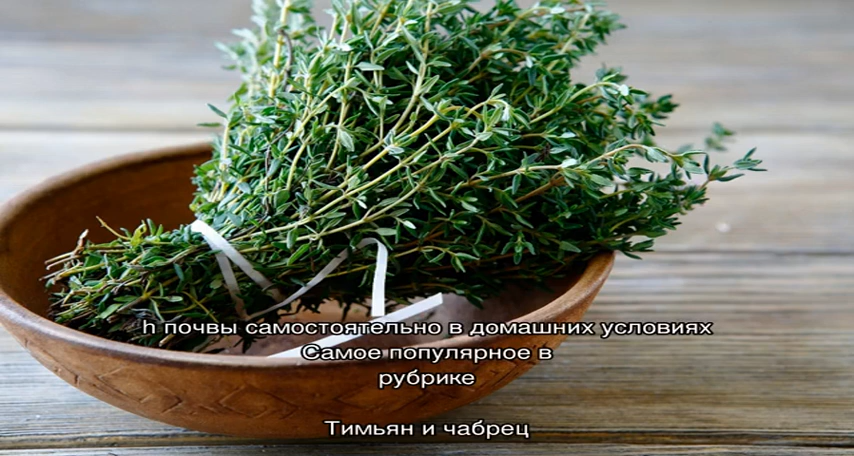 h почвы самостоятельно в домашних условиях
Самое популярное в
рубрике
Тимьян и чабрец